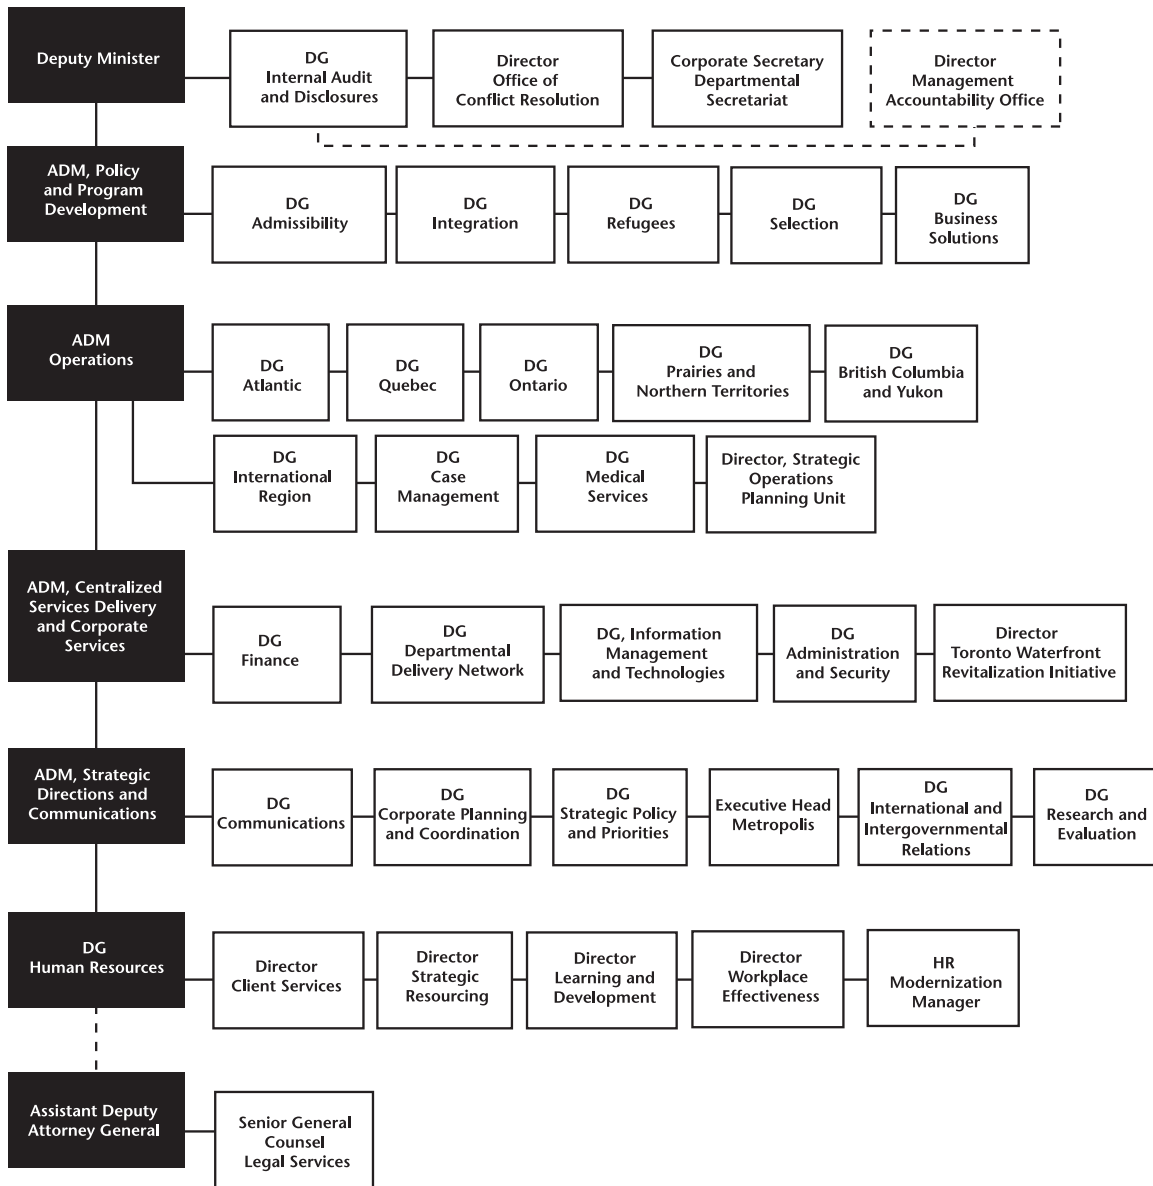 Deputy Minister
DG
Internal Audit
and Disclosures
Director
Office of
Conflict Resolution
Corporate Secretary
Departmental
Secretariat
Director
Management
Accountability Office
ADM, Policy
and Program
Development
DG
Admissibility
DG
Integration
DG
Refugees
DG
Selection
DG
Business
Solutions
ADM
Operations
DG
Atlantic
DG
Quebec
DG
Ontario
DG
Prairies and
Northern Territories
DG
British Columbia
and Yukon
DG
International
Region
DG
Case
Management
DG
Medical
Services
Director, Strategic
Operations
Planning Unit
ADM, Centralized
Services Delivery
and Corporate
Services
DG
Finance
DG
Departmental
Delivery Network
DG, Information
Management
and Technologies
DG
Administration
and Security
Director
Toronto Waterfront
Revitalization Initiative
ADM, Strategic
Directions and
Communications
DG
Communications
DG
Corporate Planning
and Coordination
DG
Strategic Policy
and Priorities
Executive Head
Metropolis
DG
International and
Intergovernmental
Relations
DG
Research and
Evaluation
DG
Human Resources
Director
Client Services
Director
Strategic
Resourcing
Director
Learning and
Development
Director
Workplace
Effectiveness
HR
Modernization
Manager
Assistant Deputy
Attorney General
Senior General
Counsel
Legal Services